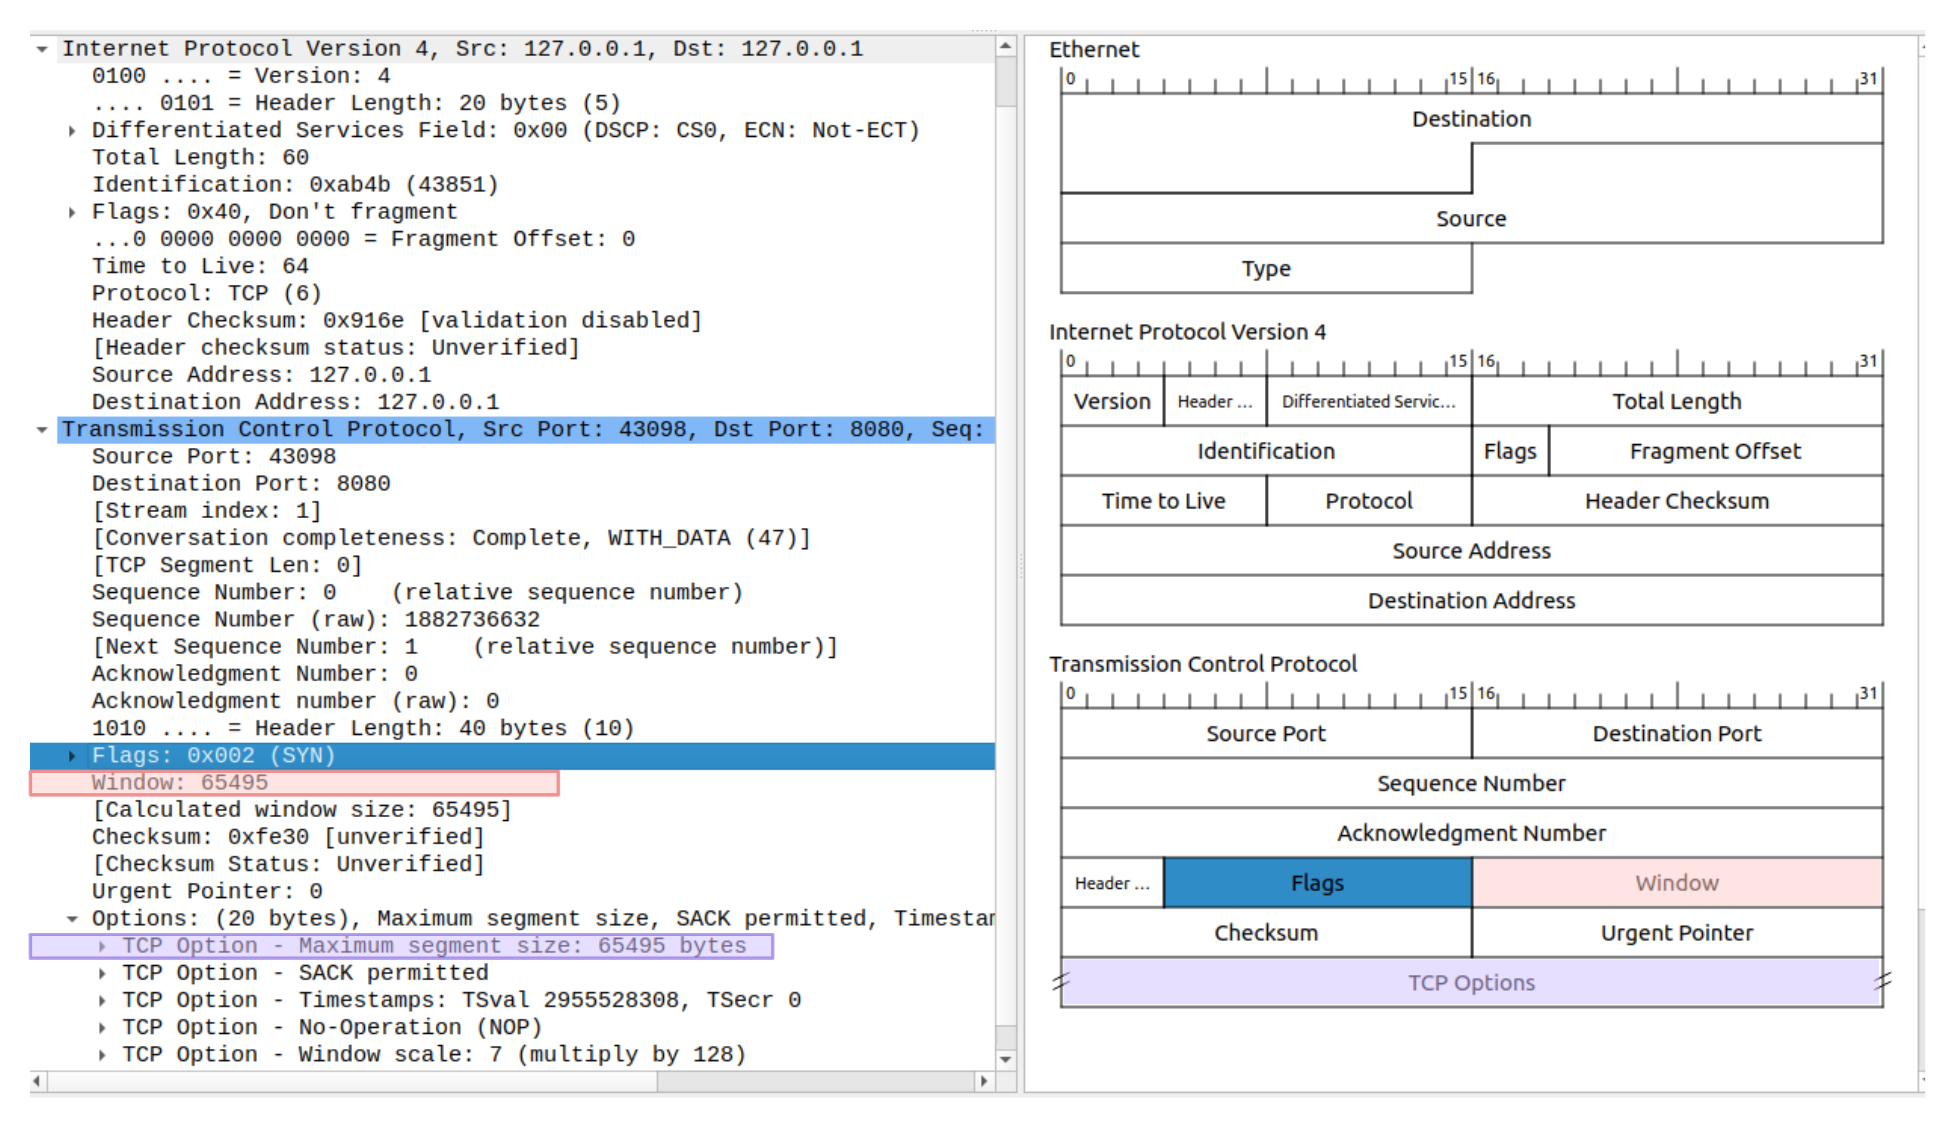 Internet Protocol Version 4, Src: 127.0.0.1, Dst: 127.0.0.1
0100 .... = Version: 4
.... 0101 = Header Length: 20 bytes (5)
Differentiated Services Field: 0x00 (DSCP: CS0, ECN: Not-ECT)
Total Length: 60
Identification: 0xab4b (43851)
Flags: 0x40, Don't fragment
...0 0000 0000 0000 = Fragment Offset: 0
Time to Live: 64
Protocol: TCP (6)
Header Checksum: 0x916e [validation disabled]
[Header checksum status: Unverified]
Source Address: 127.0.0.1
Destination Address: 127.0.0.1
Transmission Control Protocol, Src Port: 43098, Dst Port: 8080, Seq:
Source Port: 43098
Destination Port: 8080
[Stream index: 1]
[Conversation completeness: Complete, WITH_DATA (47)]
[TCP Segment Len: 0]
Sequence Number: 0    (relative sequence number)
Sequence Number (raw): 1882736632
[Next Sequence Number: 1    (relative sequence number)]
Acknowledgment Number: 0
Acknowledgment number (raw): 0
1010 .... = Header Length: 40 bytes (10)
Flags: 0x002 (SYN)
Window: 65495
[Calculated window size: 65495]
Checksum: 0xfe30 [unverified]
[Checksum Status: Unverified]
Urgent Pointer: 0
Options: (20 bytes), Maximum segment size, SACK permitted, Timestam
TCP Option - Maximum segment size: 65495 bytes
TCP Option - SACK permitted
TCP Option - Timestamps: TSval 2955528308, TSecr 0
TCP Option - No-Operation (NOP)
TCP Option - Window scale: 7 (multiply by 128)
Ethernet
0 15 16 31
Destination
Source
Type
Internet Protocol Version 4
0 15 16 31
Version Header ... Differentiated Servic... Total Length
Identification Flags Fragment Offset
Time to Live Protocol Header Checksum
Source Address
Destination Address
Transmission Control Protocol
0 15 16 31
Source Port Destination Port
Sequence Number
Acknowledgment Number
Header ... Flags Window
Checksum Urgent Pointer
TCP Options